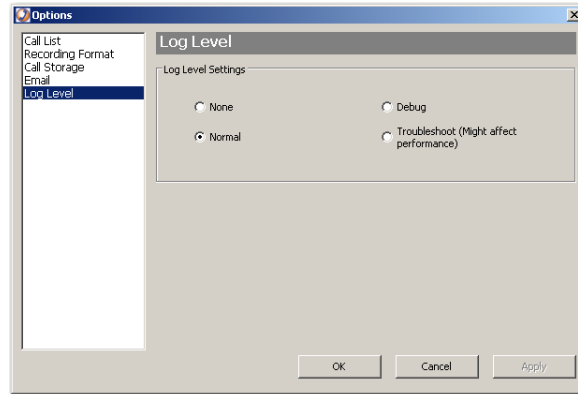 Options
Call List
Recording Format
Call Storage
Email
Log Level
Log Level
Log Level Settings
None
Debug
Normal
Troubleshoot (Might affect
performance)
OK
Cancel
Apply